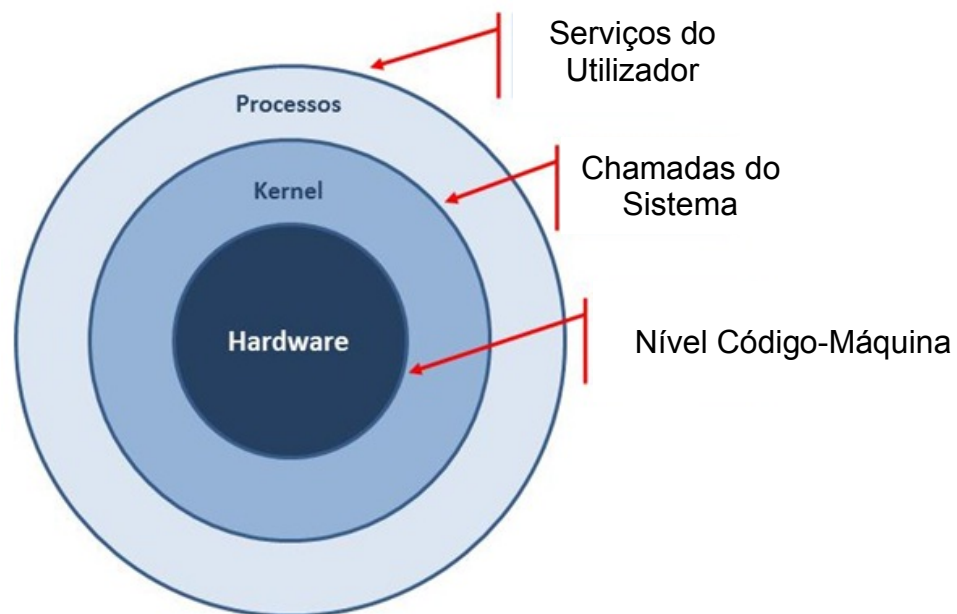 Serviços do
Utilizador
Processos
Chamadas do
Sistema
Kernel
Hardware
Nível Código-Máquina